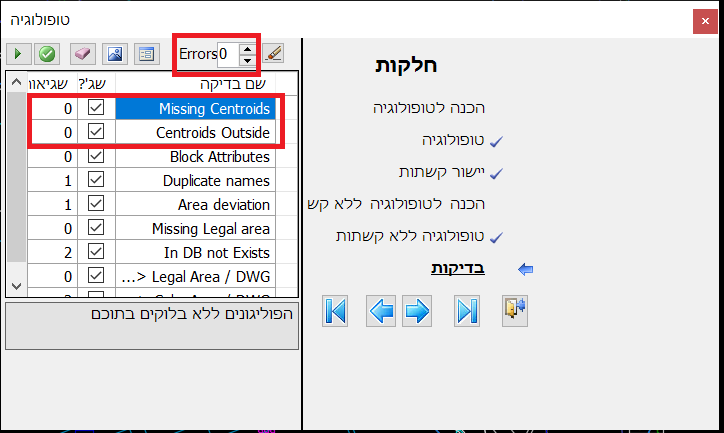 טופולוגיה
Errors 0
שם בדיקה שג'? שגיאוו
Missing Centroids 0
Centroids Outside 0
Block Attributes 0
Duplicate names 1
Area deviation 1
Missing Legal area 0
In DB not Exists 2
...< Legal Area / DWG 0
הפוליגונים ללא בלוקים בתוכם
חלקות
הכנה לטופולוגיה
טופולוגיה
יישור קשתות
הכנה לטופולוגיה ללא קש
טופולוגיה ללא קשתות
בדיקות